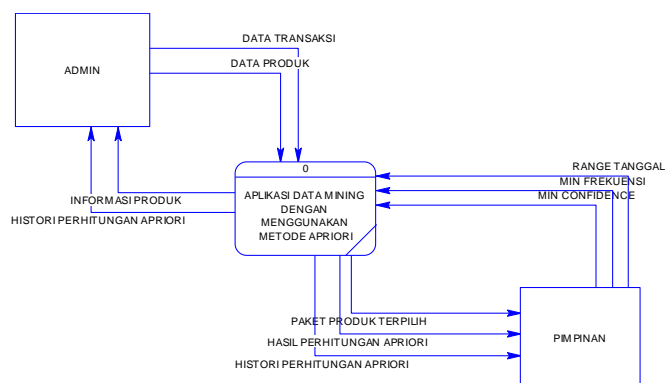 DATA TRANSAKSI
DATA PRODUK
ADMIN
0
APLIKASI DATA MINING
DENGAN
MENGGUNAKAN
METODE APRIORI
RANGE TANGGAL
MIN FREKUENSI
MIN CONFIDENCE
INFORMASI PRODUK
HISTORI PERHITUNGAN APRIORI
PAKET PRODUK TERPILIH
HASIL PERHITUNGAN APRIORI
HISTORI PERHITUNGAN APRIORI
PIMPINAN